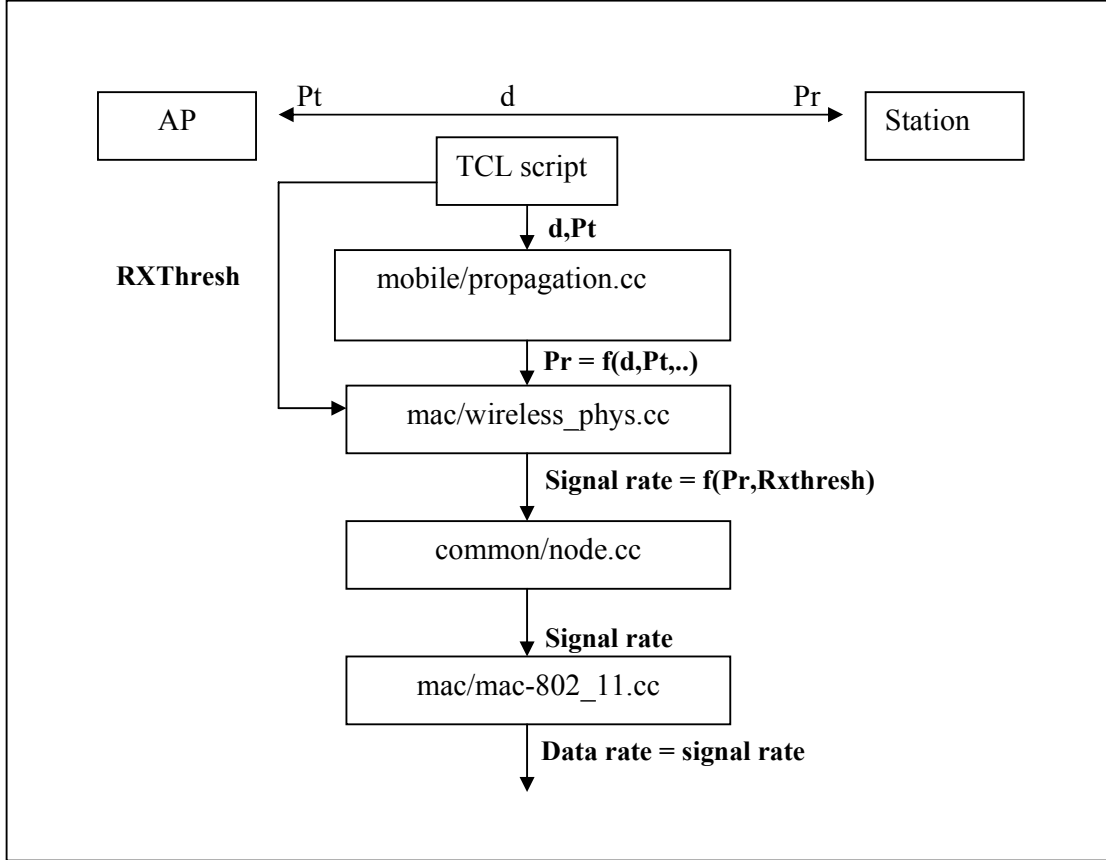 Pt d Pr
AP
Station
TCL script
d,Pt
RXThresh
mobile/propagation.cc
Pr = f(d,Pt,..)
mac/wireless_phys.cc
Signal rate = f(Pr,Rxthresh)
common/node.cc
Signal rate
mac/mac-802_11.cc
Data rate = signal rate